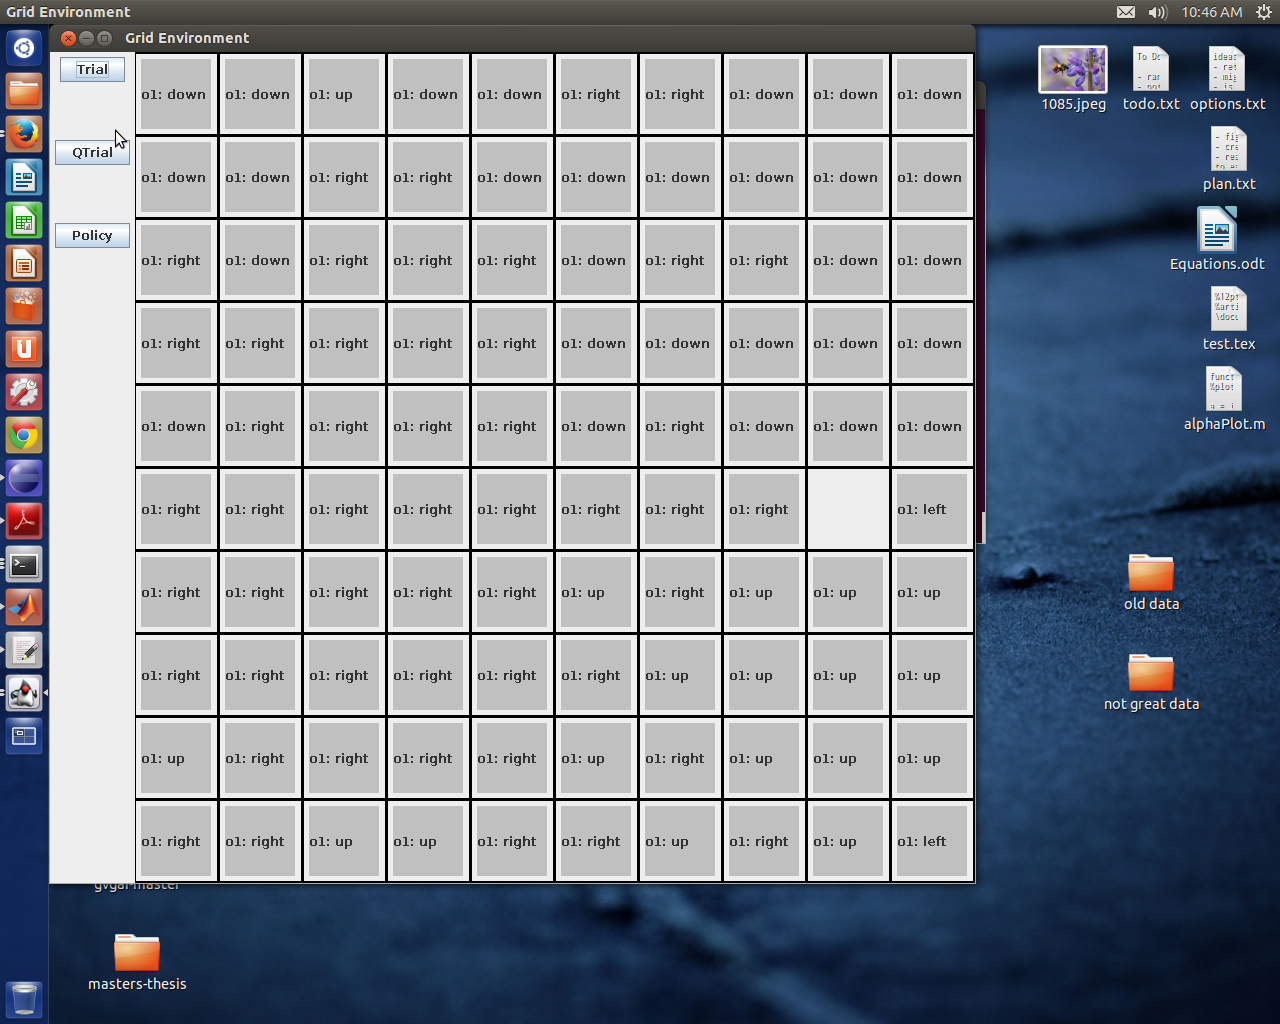 Grid Environment
10:46 AM
Grid Environment
Trial
QTrial
Policy
o1: down o1: down o1: up o1: down o1: down o1: right o1: right o1: down o1: down o1: down
o1: down o1: down o1: right o1: right o1: down o1: down o1: down o1: down o1: down o1: down
o1: right o1: down o1: right o1: right o1: right o1: down o1: right o1: right o1: down o1: down
o1: right o1: right o1: right o1: right o1: right o1: down o1: down o1: down o1: down o1: down
o1: down o1: right o1: right o1: right o1: right o1: down o1: right o1: down o1: down o1: down
o1: right o1: right o1: right o1: right o1: right o1: right o1: right o1: right o1: left
o1: right o1: right o1: right o1: right o1: right o1: up o1: right o1: up o1: up o1: up
o1: right o1: right o1: right o1: right o1: right o1: right o1: up o1: up o1: up o1: up
o1: up o1: right o1: right o1: right o1: right o1: up o1: right o1: up o1: up o1: up
o1: right o1: right o1: up o1: up o1: right o1: right o1: up o1: right o1: up o1: left
1085.jpeg
To Do
todo.txt
options.txt
plan.txt
Equations.odt
test.tex
alphaPlot.m
old data
not great data
masters-thesis